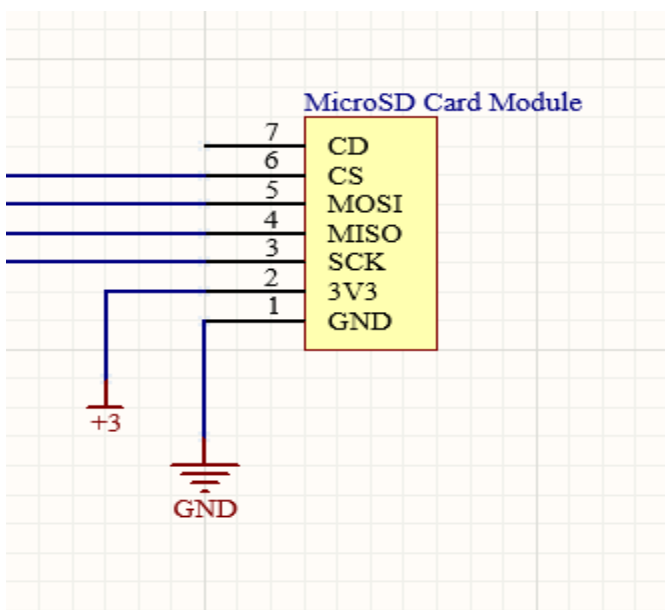 MicroSD Card Module
7 CD
6 CS
5 MOSI
4 MISO
3 SCK
2 3V3
1 GND
+3
GND